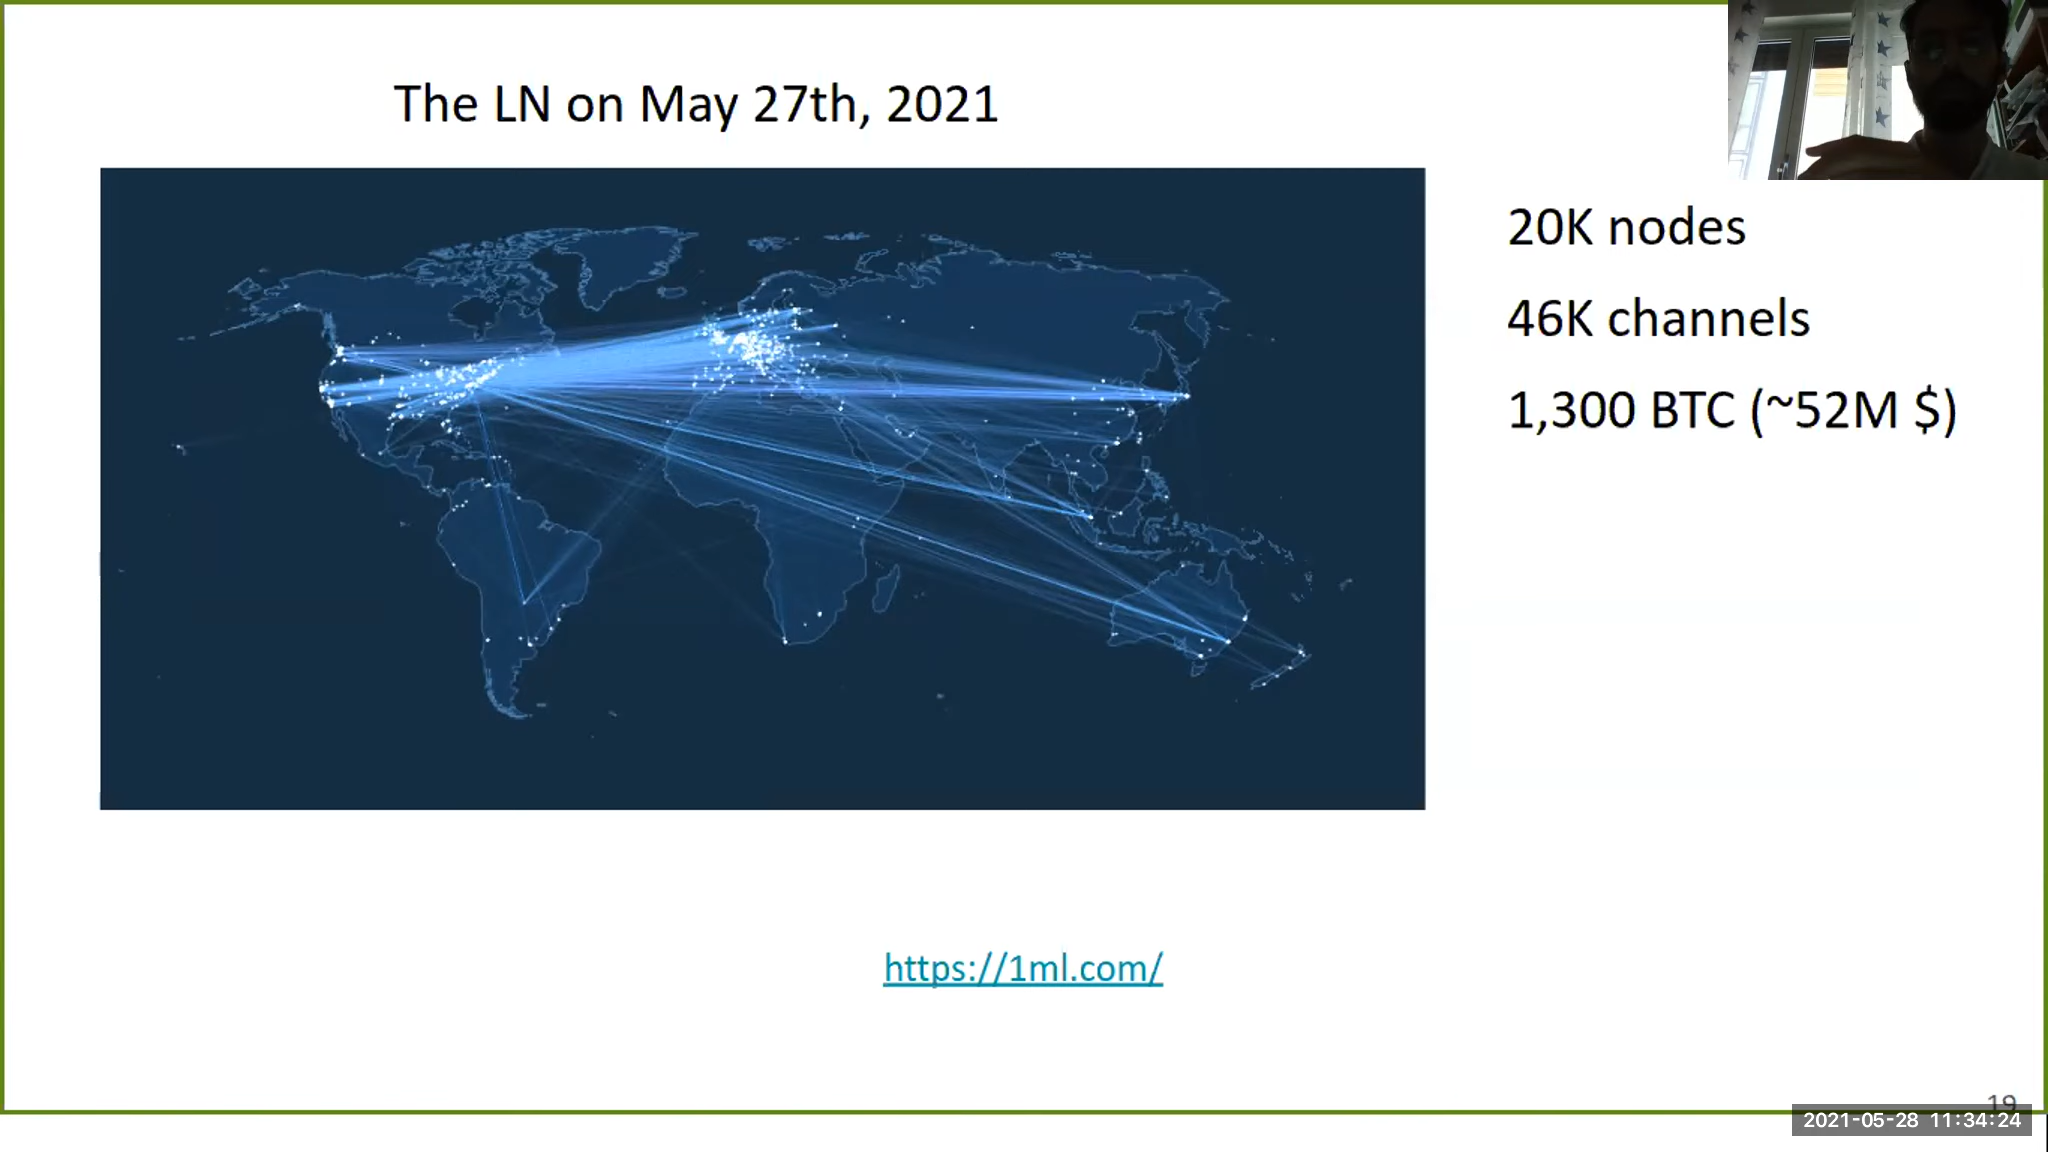 The LN on May 27th, 2021
20K nodes
46K channels
1,300 BTC (~52M $)
https://1ml.com/
19
2021-05-28 11:34:24